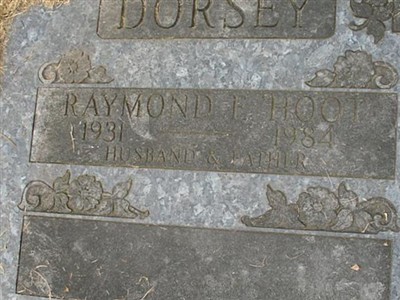 DORSEY
RAYMOND F "HOOT"
1931 1984
HUSBAND & FATHER